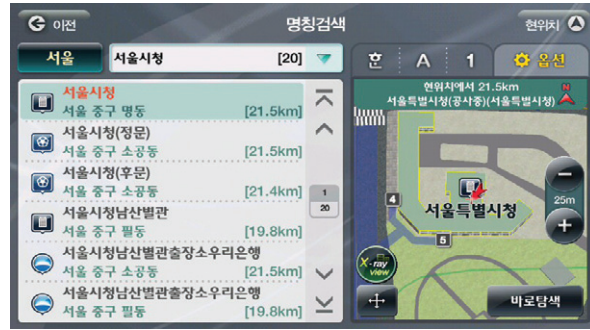 이전
명칭검색
현위치
서울
서울시청 [20]
한 A 1
옵션
서울시청
서울 중구 명동 [21.5km]
서울시청(정문)
서울 중구 소공동 [21.5km]
서울시청(후문)
서울 중구 소공동 [21.4km]
서울시청남산별관
서울 중구 필동 [19.8km]
서울시청남산별관출장소우리은행
서울 중구 소공동 [21.5km]
서울시청남산별관출장소우리은행
서울 중구 필동 [19.8km]
1
20
현위치에서 21.5km
서울특별시청(공사중)(서울특별시청)
N
4
서울특별시청
5
25m
X-ray
view
바로탐색